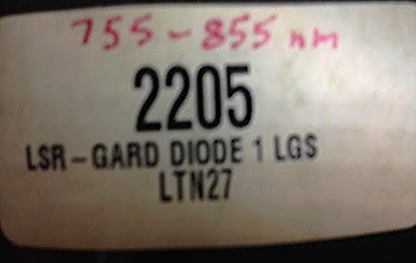 755-855 nm
2205
LSR-GARD DIODE 1 LGS
LTN27